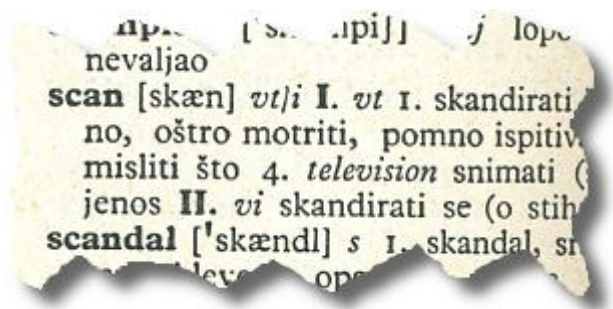 nevaljao
scan [skæn] vt/i I. vt 1. skandirati
no, oštro motriti, pomno ispitiv
misliti što 4. television snimati (
jenos II. vi skandirati se (o stih
scandal ['skændl] s 1. skandal, sr